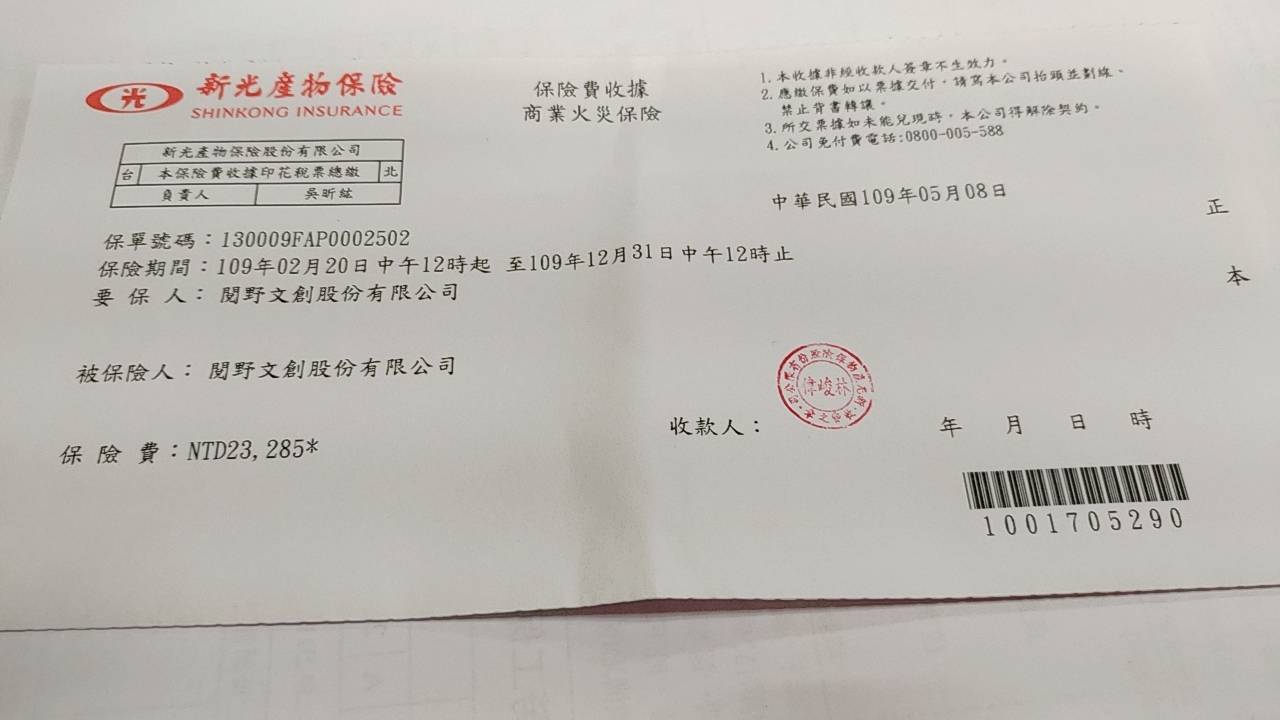 光 新光產物保險
SHINKONG INSURANCE
保險費收據
商業火災保險
1. 本收據非經收款人簽章不生效力。
2. 應繳保費如以票據交付，請寫本公司抬頭並劃線、
禁止背書轉讓。
3. 所交票據如未能兌現時，本公司得解除契約。
4. 公司免付費電話:0800-005-588
新光產物保險股份有限公司
台 本保險費收據印花稅票總繳 北
負責人 吳昕紘
中華民國109年05月08日
正
本
保單號碼：130009FAP0002502
保險期間：109年02月20日中午12時起 至109年12月31日中午12時止
要 保 人： 閱野文創股份有限公司
被保險人： 閱野文創股份有限公司
收款人：
年 月 日 時
保 險 費：NTD23,285*
1001705290